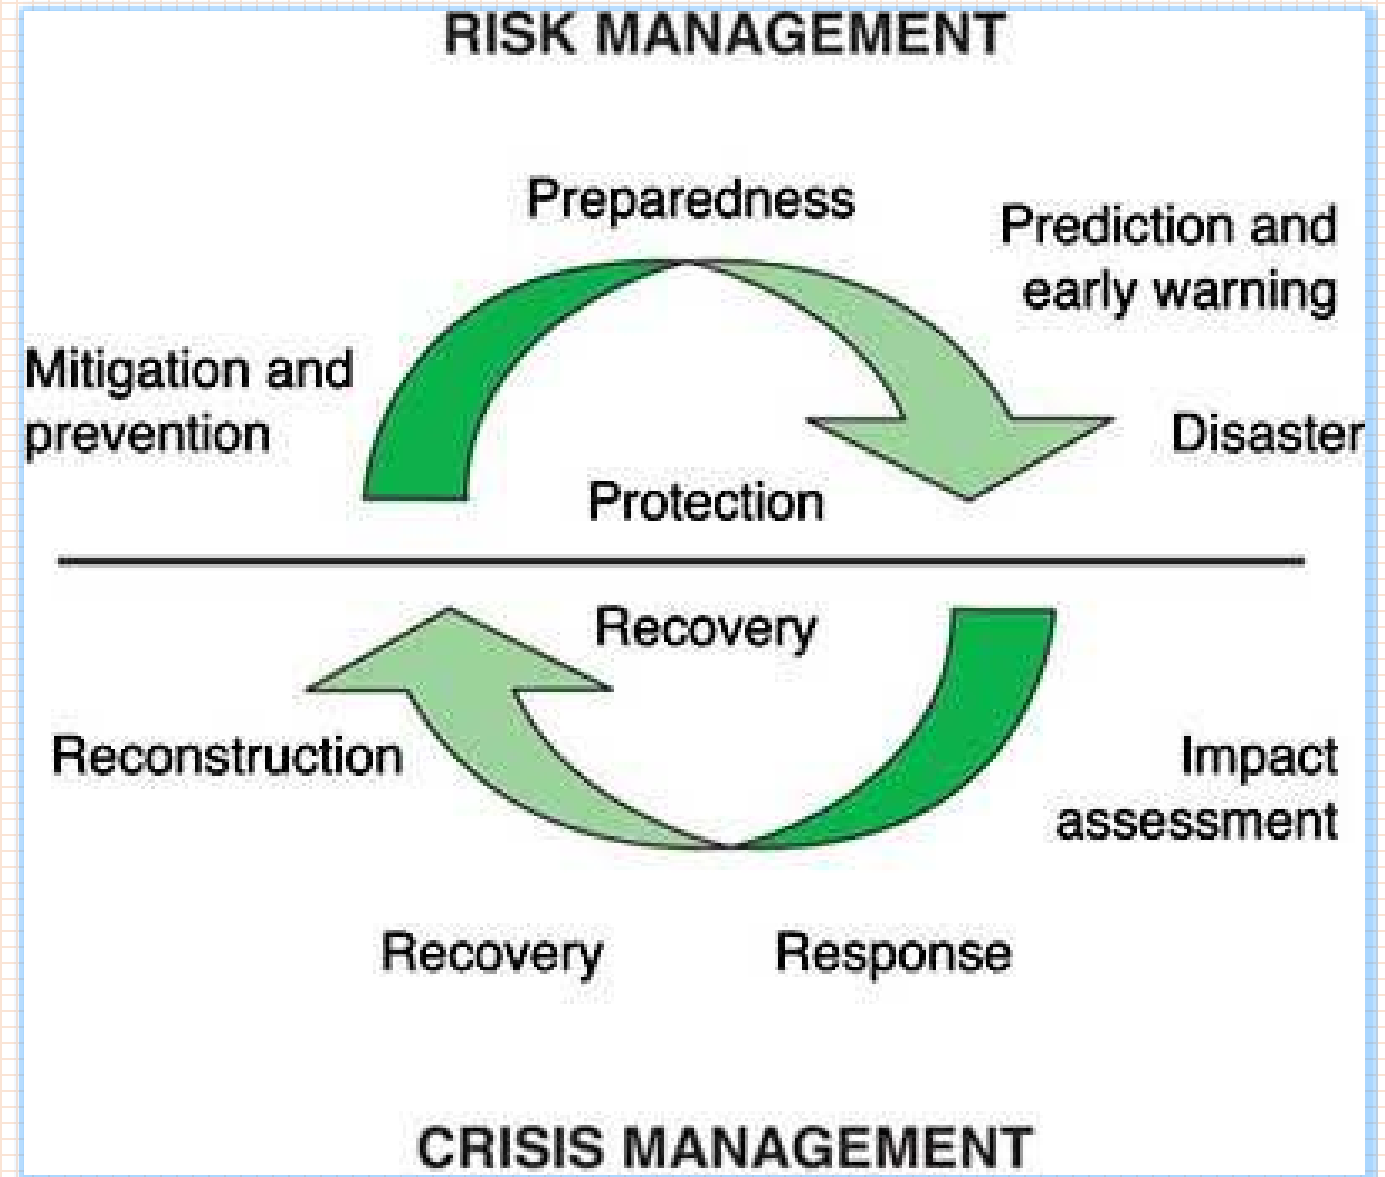 RISK MANAGEMENT
Preparedness
Prediction and
early warning
Mitigation and
prevention
Disaster
Protection
Recovery
Reconstruction
Impact
assessment
Recovery
Response
CRISIS MANAGEMENT